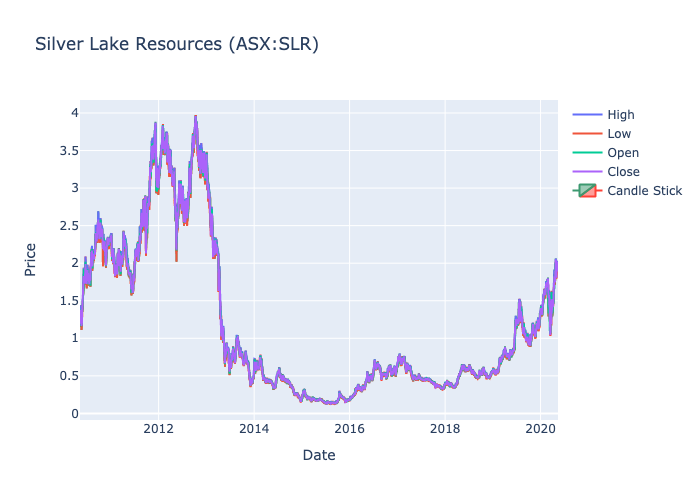 Silver Lake Resources (ASX:SLR)
High
Low
Open
Close
Candle Stick
Price
4
3.5
3
2.5
2
1.5
1
0.5
0
2012
2014
2016
2018
2020
Date